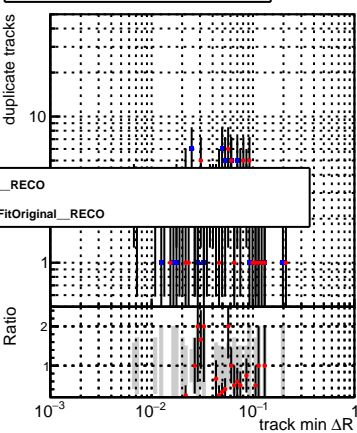 duplicate tracks
10
__RECO
FitOriginal__RECO
1
Ratio
2
1
10−3
10−2
10−1
1
track min ΔR